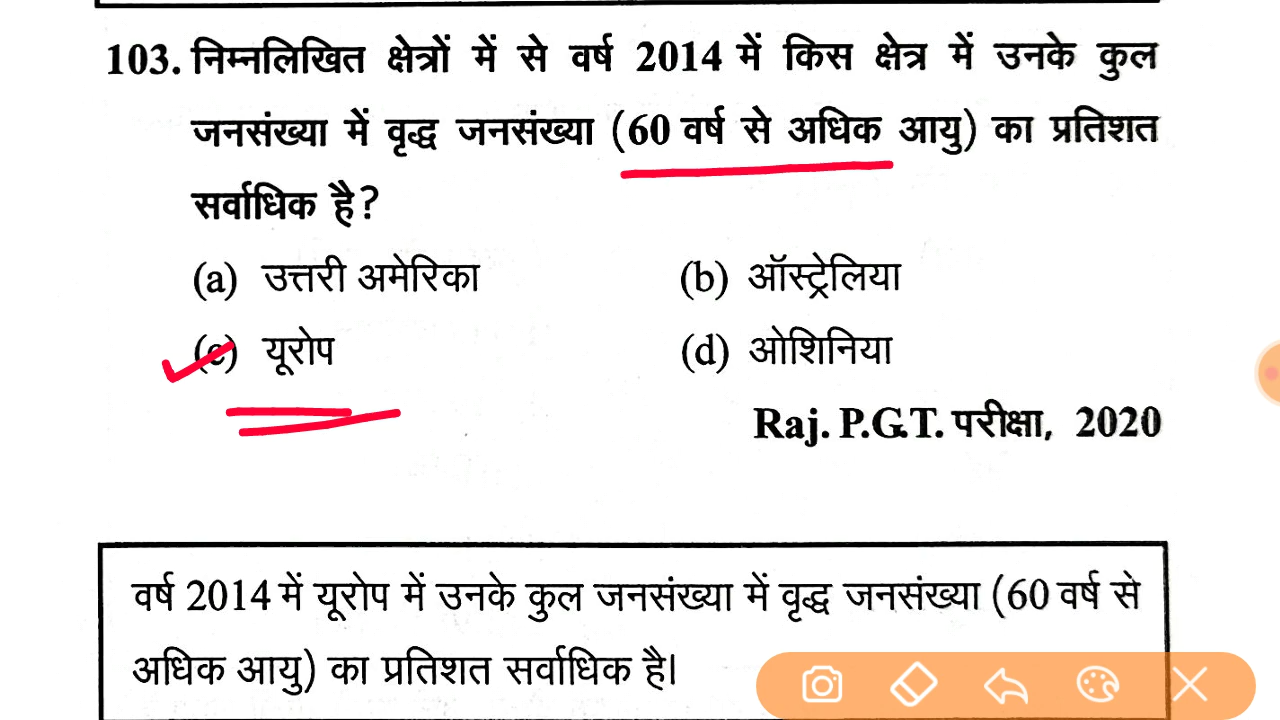 103. निम्नलिखित क्षेत्रों में से वर्ष 2014 में किस क्षेत्र में उनके कुल
जनसंख्या में वृद्ध जनसंख्या (60 वर्ष से अधिक आयु) का प्रतिशत
सर्वाधिक है?
(a) उत्तरी अमेरिका (b) ऑस्ट्रेलिया
(c) यूरोप (d) ओशिनिया
Raj. P.G.T. परीक्षा, 2020
वर्ष 2014 में यूरोप में उनके कुल जनसंख्या में वृद्ध जनसंख्या (60 वर्ष से
अधिक आयु) का प्रतिशत सर्वाधिक है।